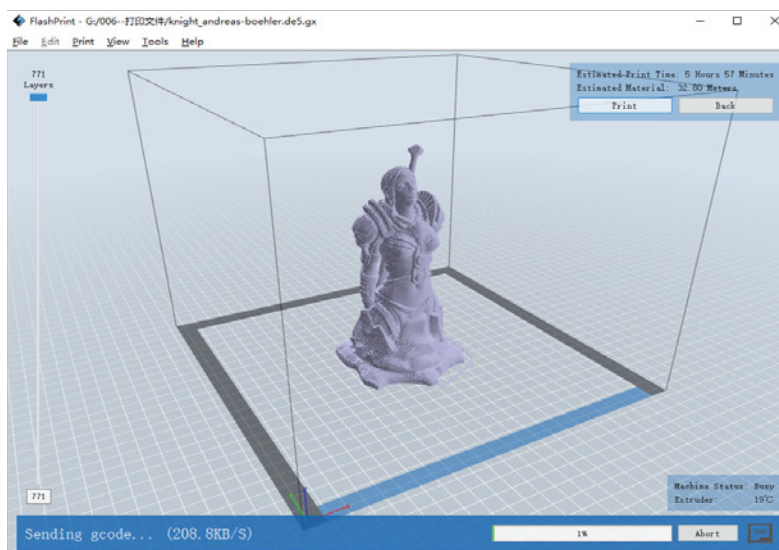 FlashPrint - G:/006--打印文件/knight_andreas-boehler.de5.gx
File Edit Print View Tools Help
771
Layers
Estimated Print Time: 5 Hours 57 Minutes
Estimated Material: 32.00 Meters
Print Back
771
Machine Status: Busy
Extruder: 19℃
Sending gcode... (208.8KB/S)
1%
Abort